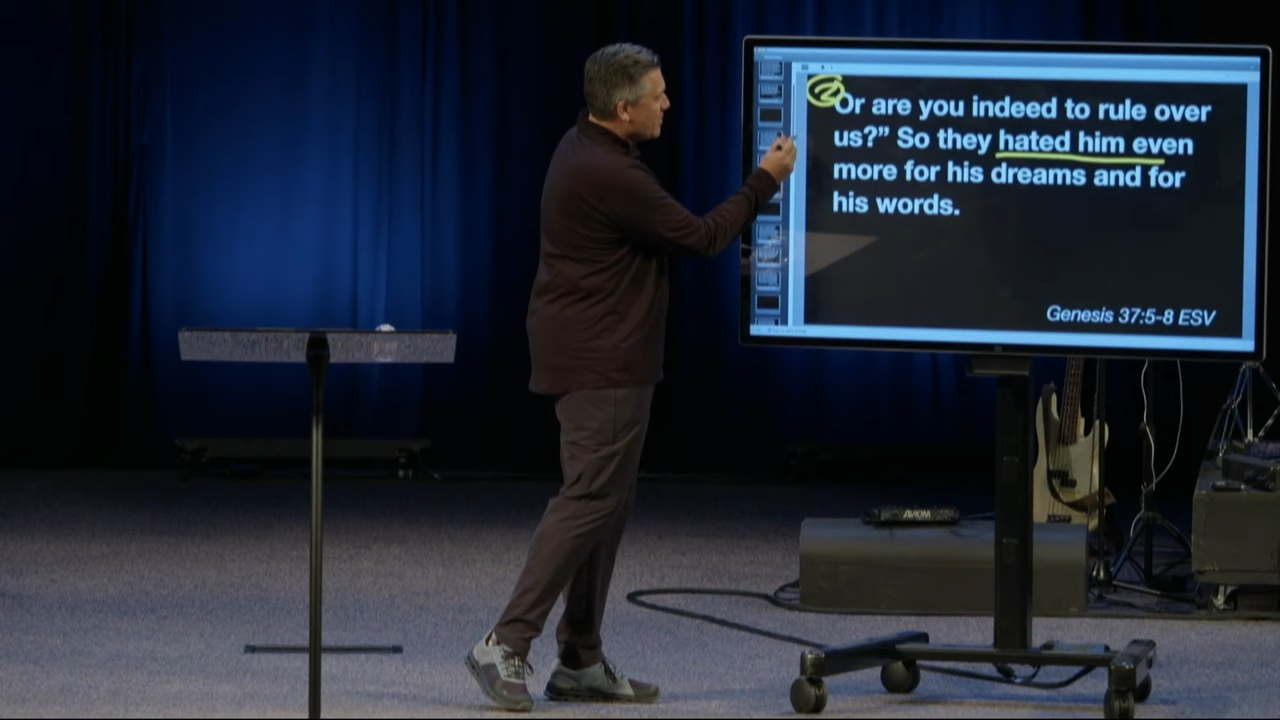 2
Or are you indeed to rule over
us?” So they hated him even
more for his dreams and for
his words.
Genesis 37:5-8 ESV
AVIOM